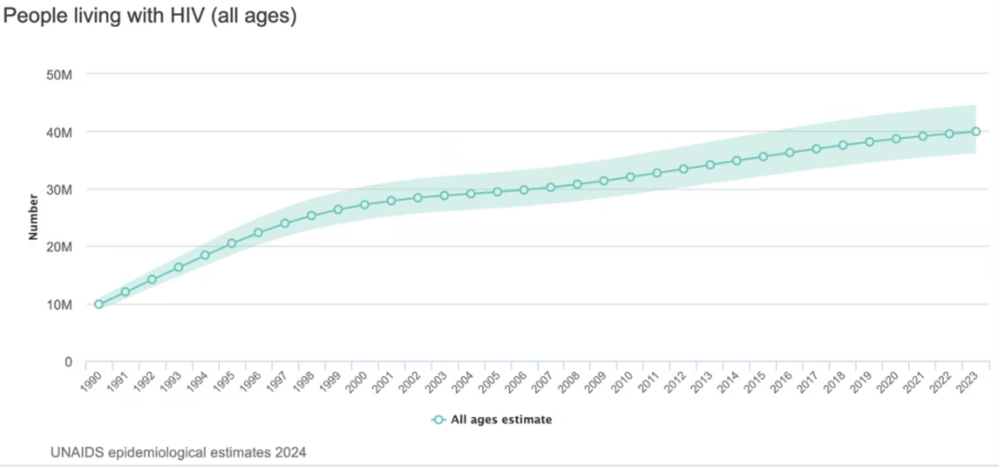 People living with HIV (all ages)
50M
40M
30M
20M
10M
0
Number
1990 1991 1992 1993 1994 1995 1996 1997 1998 1999 2000 2001 2002 2003 2004 2005 2006 2007 2008 2009 2010 2011 2012 2013 2014 2015 2016 2017 2018 2019 2020 2021 2022 2023
All ages estimate
UNAIDS epidemiological estimates 2024